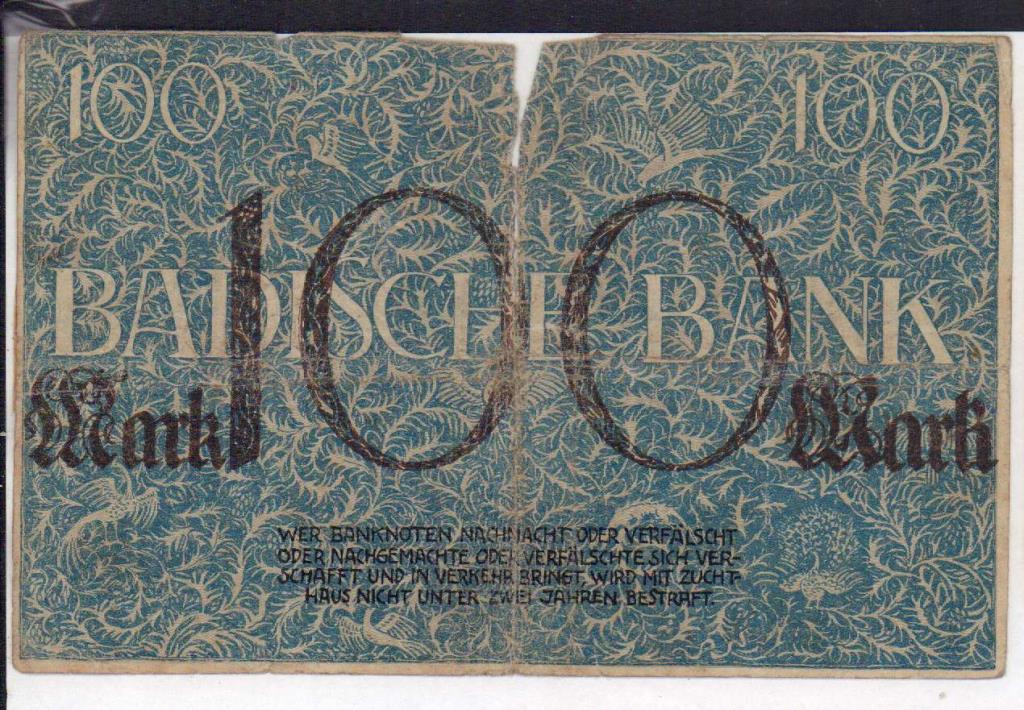 100 100
BADISCHE BANK
Mark 100 Mark
WER BANKNOTEN NACHMACHT ODER VERFÄLSCHT
ODER NACHGEMACHTE ODER VERFÄLSCHTE SICH VER-
SCHAFFT UND IN VERKEHR BRINGT, WIRD MIT ZUCHT-
HAUS NICHT UNTER ZWEI JAHREN BESTRAFT.